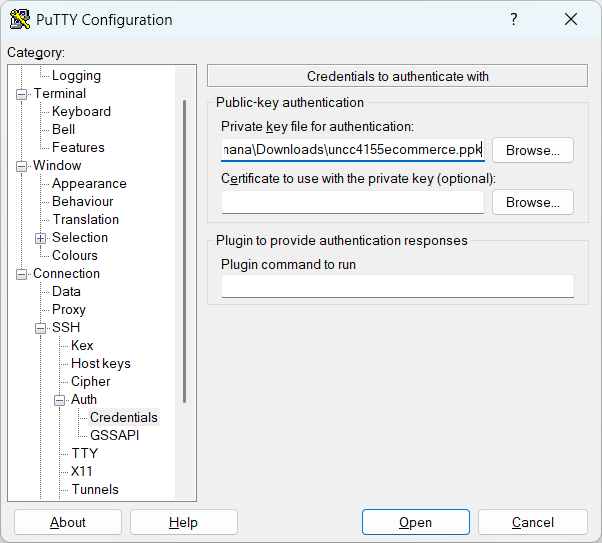 PuTTY Configuration
Category:
Logging
Terminal
Keyboard
Bell
Features
Window
Appearance
Behaviour
Translation
Selection
Colours
Connection
Data
Proxy
SSH
Kex
Host keys
Cipher
Auth
Credentials
GSSAPI
TTY
X11
Tunnels
Credentials to authenticate with
Public-key authentication
Private key file for authentication:
nana\Downloads\uncc4155ecommerce.ppk Browse...
Certificate to use with the private key (optional):
Browse...
Plugin to provide authentication responses
Plugin command to run
About Help Open Cancel